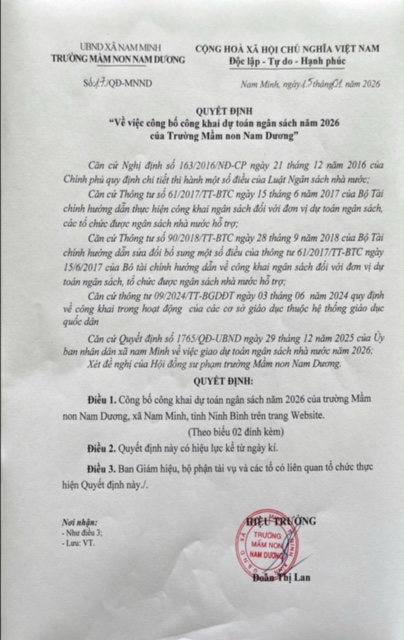 UBND XÃ NAM MINH
TRƯỜNG MẦM NON NAM DƯƠNG
CỘNG HOÀ XÃ HỘI CHỦ NGHĨA VIỆT NAM
Độc lập - Tự do - Hạnh phúc
Số:17/QĐ-MNND
Nam Minh, ngày 15 tháng 01 năm 2026
QUYẾT ĐỊNH
“Về việc công bố công khai dự toán ngân sách năm 2026
của Trường Mầm non Nam Dương”
Căn cứ Nghị định số 163/2016/NĐ-CP ngày 21 tháng 12 năm 2016 của
Chính phủ quy định chi tiết thi hành một số điều của Luật Ngân sách nhà nước;
Căn cứ Thông tư số 61/2017/TT-BTC ngày 15 tháng 6 năm 2017 của Bộ Tài
chính hướng dẫn thực hiện công khai ngân sách đối với đơn vị dự toán ngân sách,
các tổ chức được ngân sách nhà nước hỗ trợ;
Căn cứ Thông tư số 90/2018/TT-BTC ngày 28 tháng 9 năm 2018 của Bộ Tài
chính hướng dẫn sửa đổi bổ sung một số điều của thông tư 61/2017/TT-BTC ngày
15/6/2017 của Bô tài chính hướng dẫn về công khai ngân sách đối với đơn vị dự
toán ngân sách, tổ chức được ngân sách nhà nước hỗ trợ;
Căn cứ thông tư 09/2024/TT-BGDĐT ngày 03 tháng 06 năm 2024 quy định
về công khai trong hoạt động của các cơ sở giáo dục thuộc hệ thống giáo dục
quốc dân
Căn cứ Quyết định số 1765/QĐ-UBND ngày 29 tháng 12 năm 2025 của Ủy
ban nhân dân xã nam Minh về việc giao dự toán ngân sách nhà nước năm 2026;
Xét đề nghị của Hội đồng sư phạm trường Mầm non Nam Dương.
QUYẾT ĐỊNH:
Điều 1. Công bố công khai dự toán ngân sách năm 2026 của trường Mầm
non Nam Dương, xã Nam Minh, tỉnh Ninh Bình trên trang Website.
(Theo biểu 02 đính kèm)
Điều 2. Quyết định này có hiệu lực kể từ ngày kí.
Điều 3. Ban Giám hiệu, bộ phận tài vụ và các tổ có liên quan tổ chức thực
hiện Quyết định này./.
Nơi nhận:
- Như điều 3;
- Lưu: VT.
HIỆU TRƯỞNG
TRƯỜNG
MẦM NON
NAM DƯƠNG
Đoàn Thị Lan